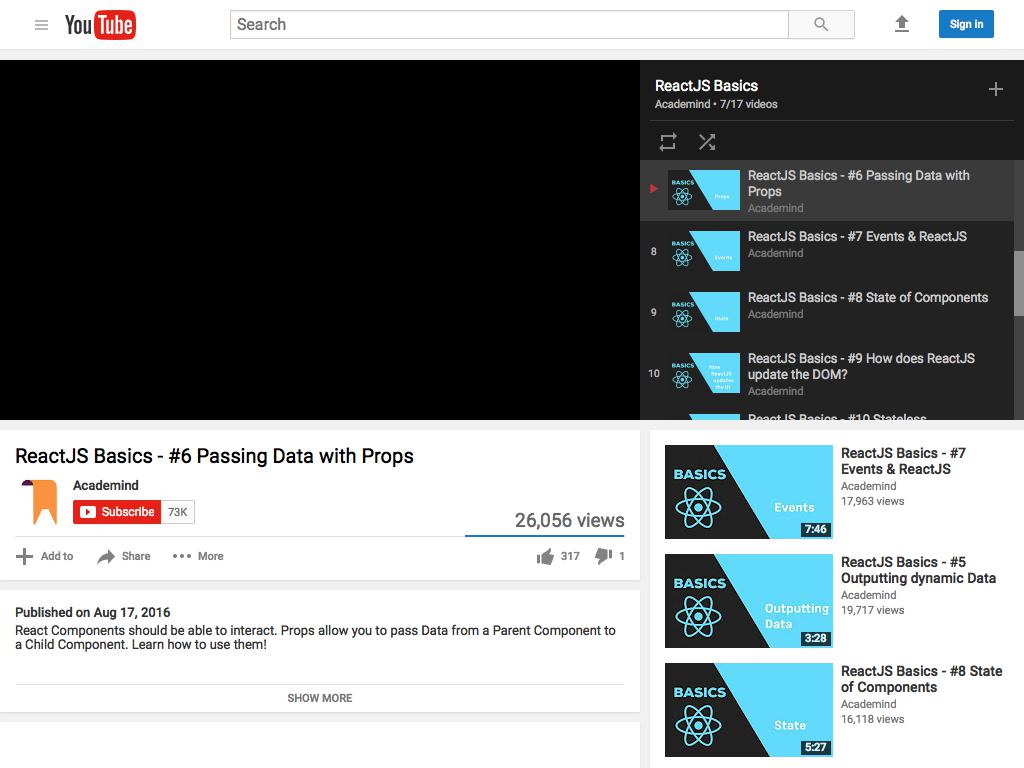 YouTube
Search
Sign in
ReactJS Basics
Academind • 7/17 videos
BASICS
Props
ReactJS Basics - #6 Passing Data with
Props
Academind
8
BASICS
Events
ReactJS Basics - #7 Events & ReactJS
Academind
9
BASICS
State
ReactJS Basics - #8 State of Components
Academind
10
BASICS
How
ReactJS
updates
the UI
ReactJS Basics - #9 How does ReactJS
update the DOM?
Academind
ReactJS Basics - #10 Stateless
ReactJS Basics - #6 Passing Data with Props
Academind
Subscribe 73K
26,056 views
Add to Share More
317 1
Published on Aug 17, 2016
React Components should be able to interact. Props allow you to pass Data from a Parent Component to
a Child Component. Learn how to use them!
SHOW MORE
BASICS
Events
7:46
ReactJS Basics - #7
Events & ReactJS
Academind
17,963 views
BASICS
Outputting
Data
3:28
ReactJS Basics - #5
Outputting dynamic Data
Academind
19,717 views
BASICS
State
5:27
ReactJS Basics - #8 State
of Components
Academind
16,118 views